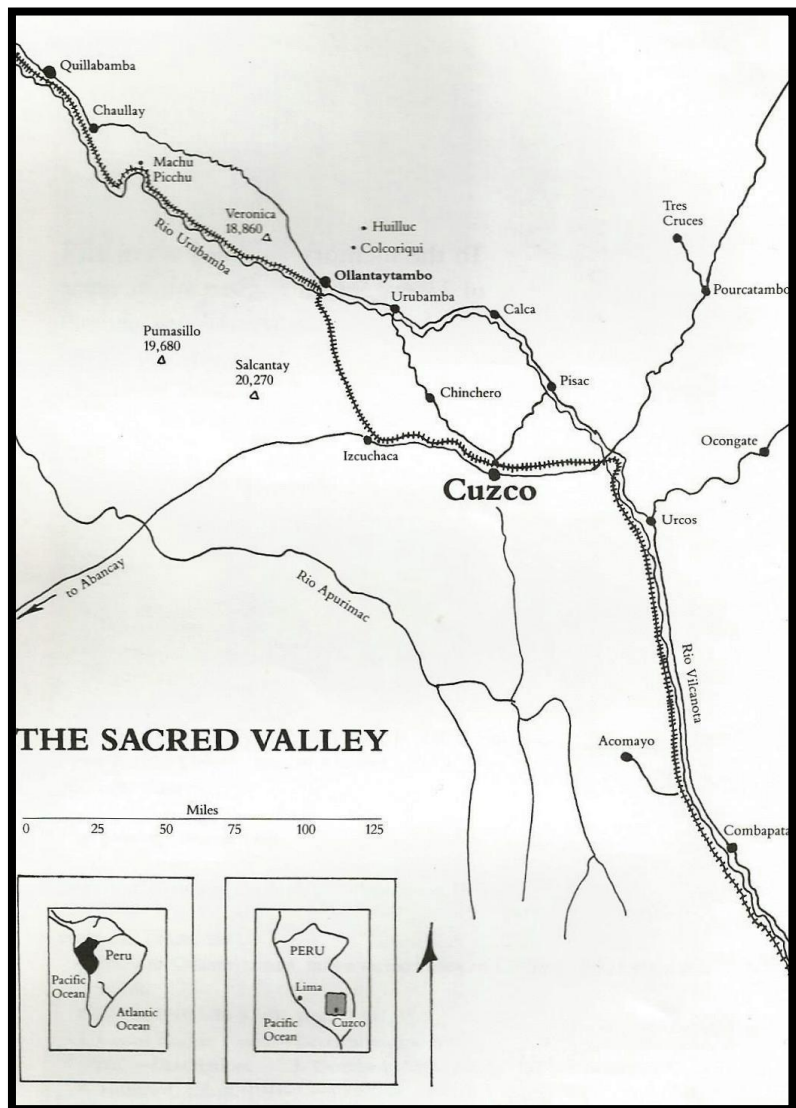 Quillabamba
Chaullay
Machu
Picchu
Veronica
18,860
Huilluc
Colcoriqui
Tres
Cruces
Rio Urubamba
Ollantaytambo
Urubamba
Calca
Pourcatambo
Pumasillo
19,680
Salcantay
20,270
Chinchero
Pisac
Izcuchaca
Cuzco
Ocongate
Urcos
to Abancay
Rio Apurimac
Rio Vilcanota
THE SACRED VALLEY
Acomayo
Miles
0 25 50 75 100 125
Combapata
Peru
Pacific
Ocean
Atlantic
Ocean
PERU
Lima
Cuzco
Pacific
Ocean